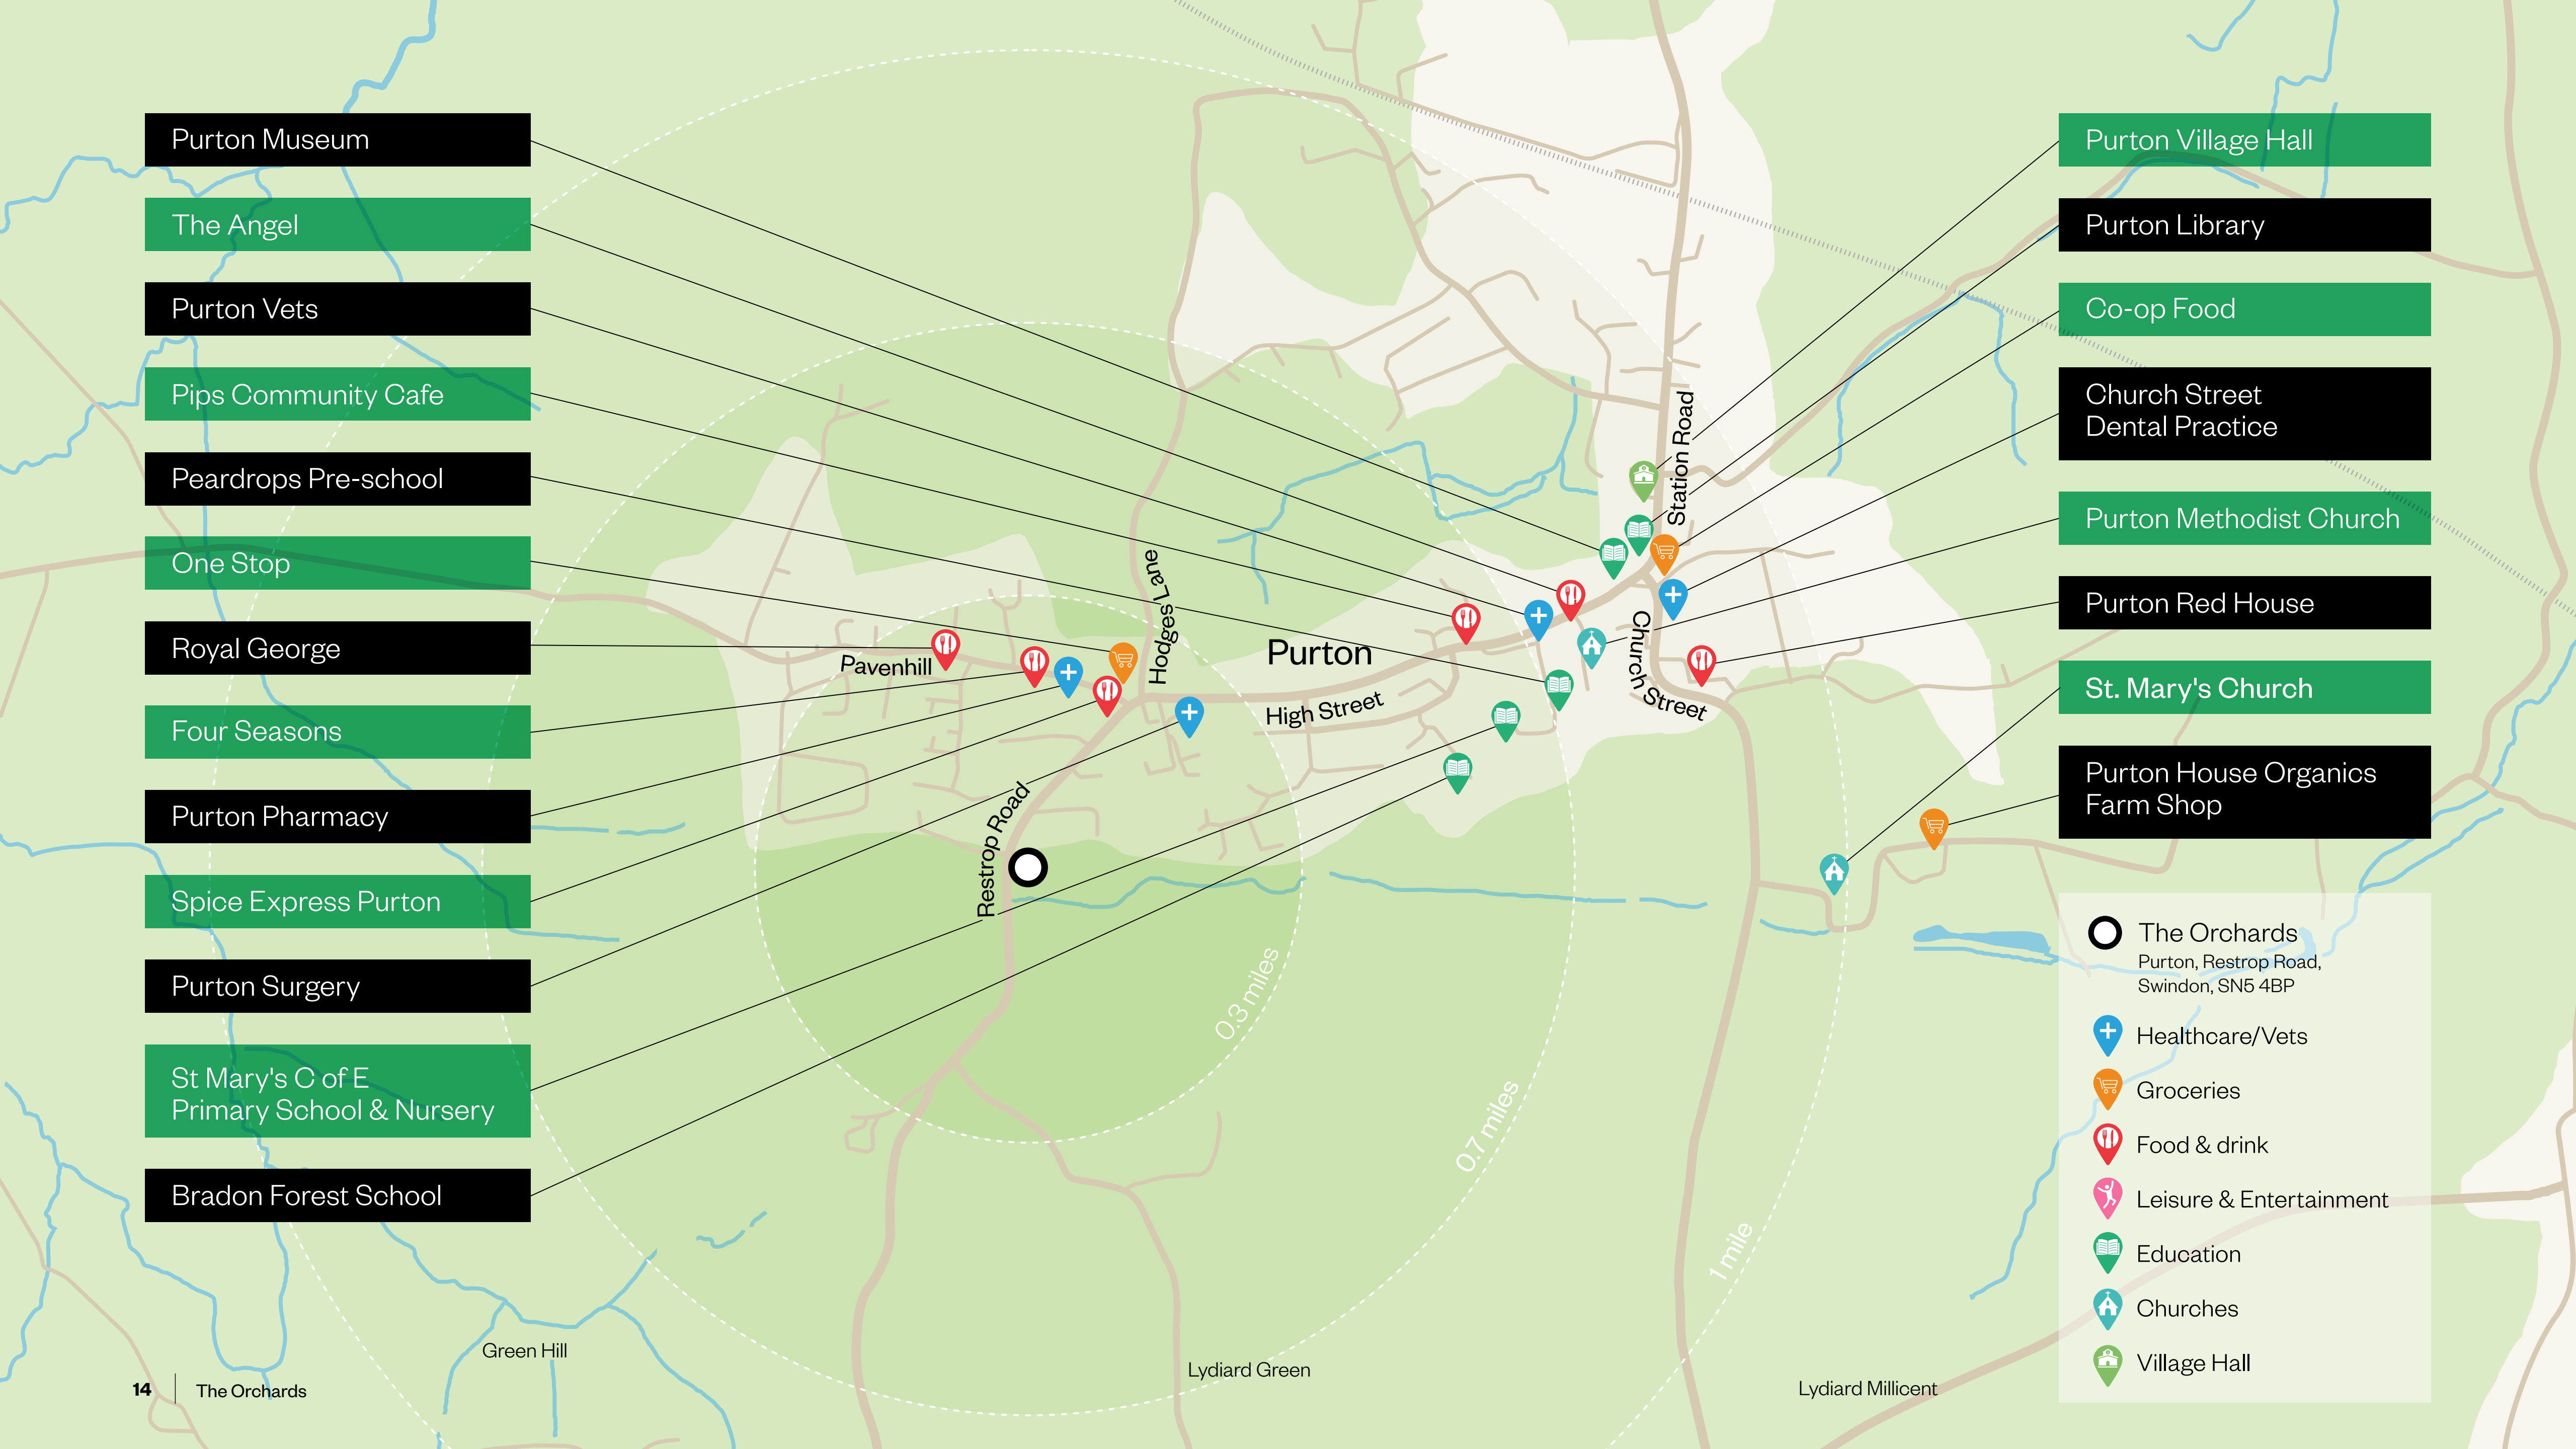 Purton Museum
The Angel
Purton Vets
Pips Community Cafe
Peardrops Pre-school
One Stop
Royal George
Four Seasons
Purton Pharmacy
Spice Express Purton
Purton Surgery
St Mary's C of E
Primary School & Nursery
Bradon Forest School
Pavenhill
Hodges Lane
Restrop Road
Purton
High Street
Station Road
Church Street
0.3 miles
0.7 miles
1 mile
Green Hill
Lydiard Green
Lydiard Millicent
Purton Village Hall
Purton Library
Co-op Food
Church Street
Dental Practice
Purton Methodist Church
Purton Red House
St. Mary's Church
Purton House Organics
Farm Shop
The Orchards
Purton, Restrop Road,
Swindon, SN5 4BP
Healthcare/Vets
Groceries
Food & drink
Leisure & Entertainment
Education
Churches
Village Hall
14
The Orchards